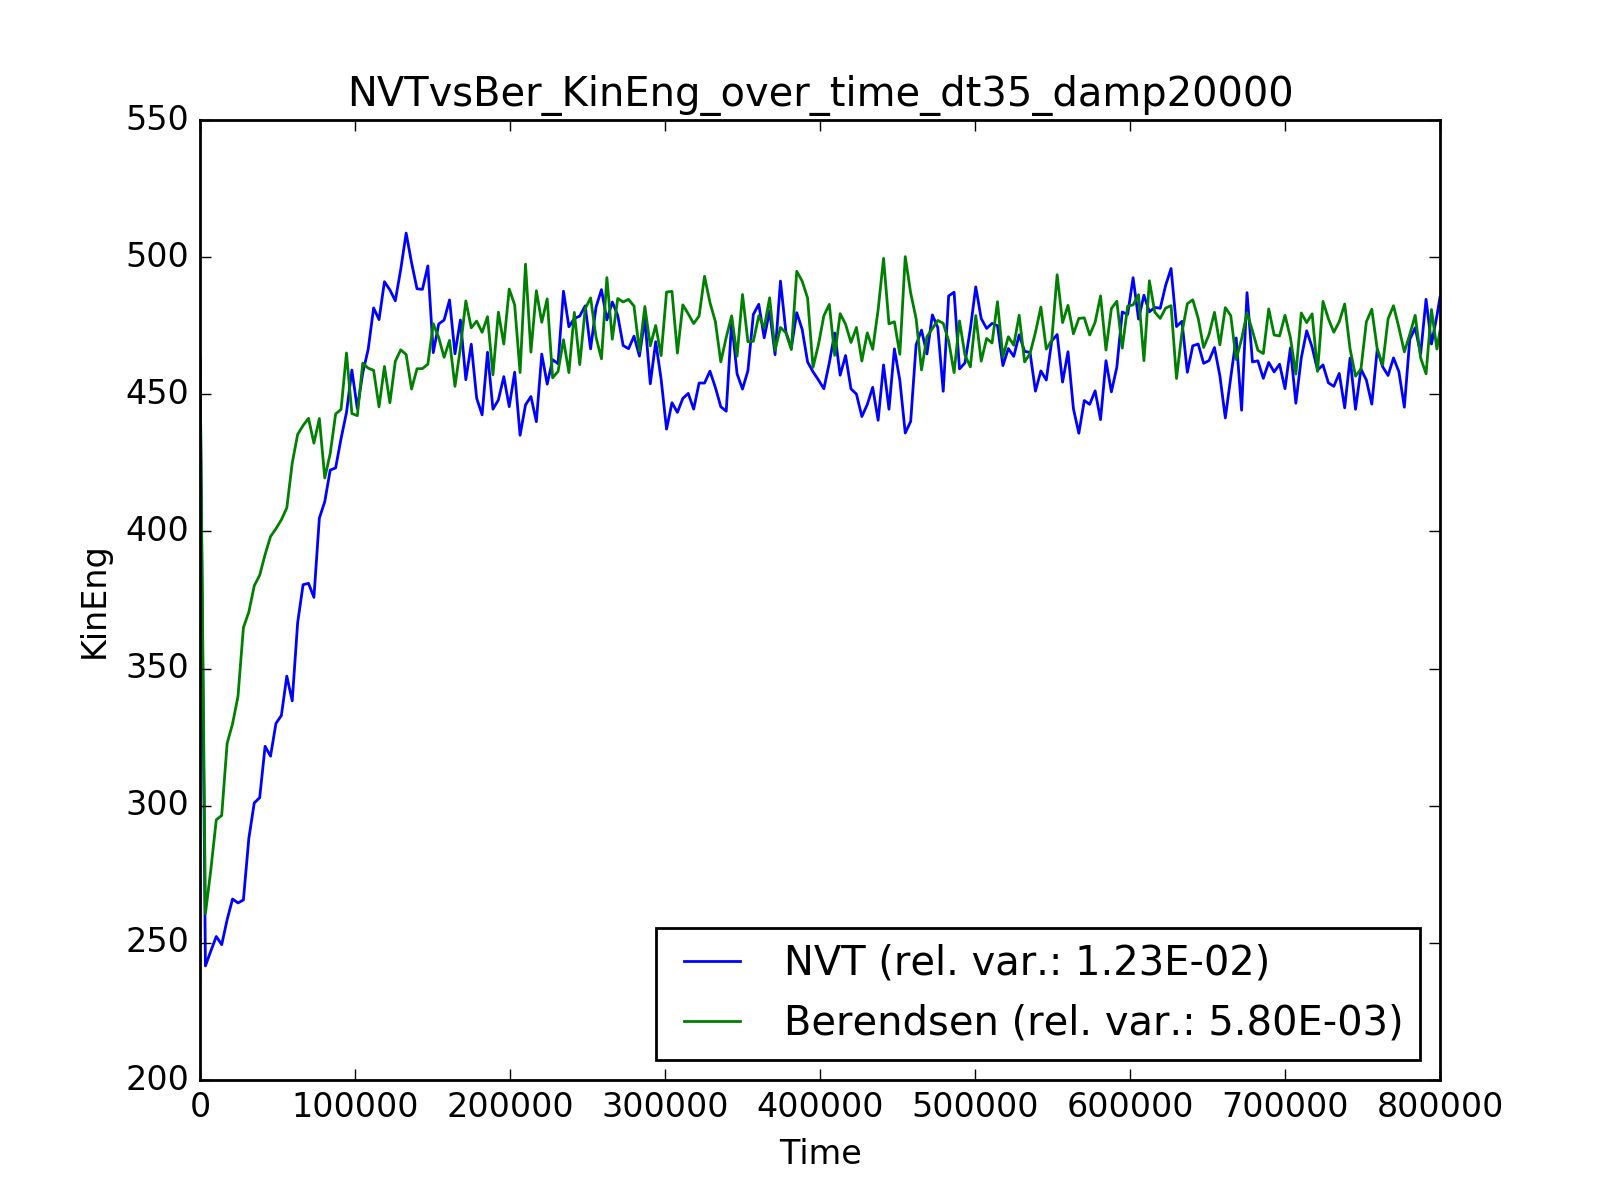 NVTvsBer_KinEng_over_time_dt35_damp20000
550
500
450
400
350
300
250
200
KinEng
NVT (rel. var.: 1.23E-02)
Berendsen (rel. var.: 5.80E-03)
0 100000 200000 300000 400000 500000 600000 700000 800000
Time